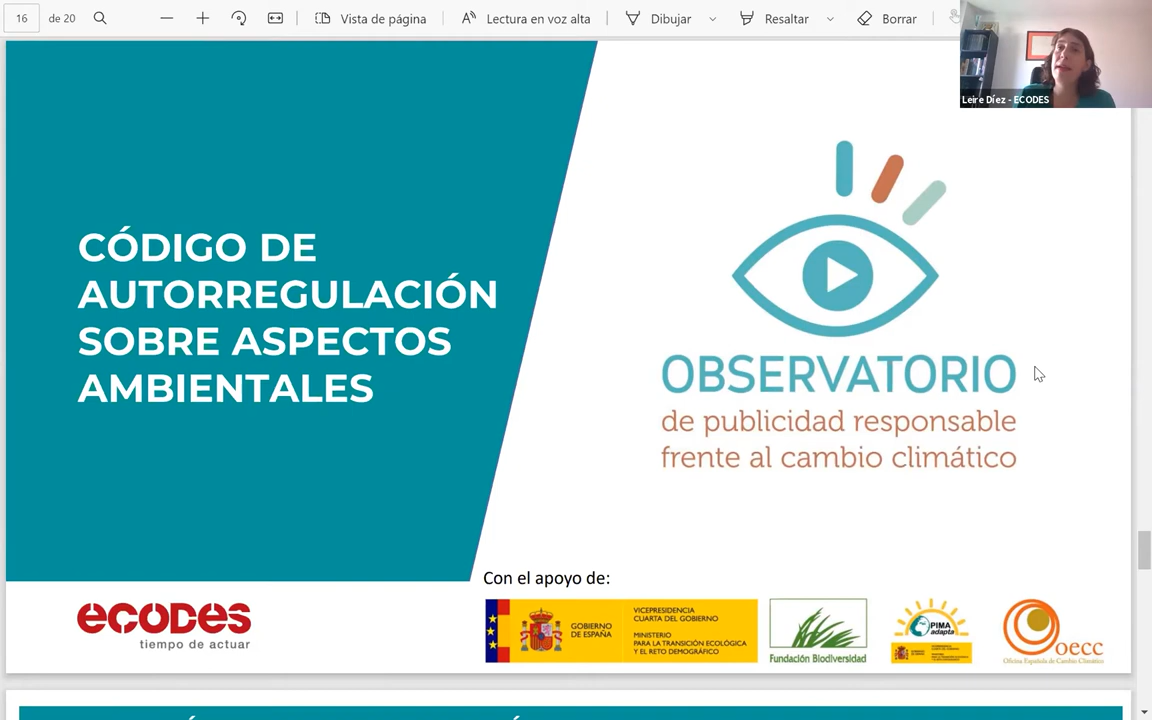 16
de 20
Vista de página
Lectura en voz alta
Dibujar
Resaltar
Borrar
Leire Díez - ECODES
CÓDIGO DE
AUTORREGULACIÓN
SOBRE ASPECTOS
AMBIENTALES
OBSERVATORIO
de publicidad responsable
frente al cambio climático
Con el apoyo de:
ecodes
tiempo de actuar
GOBIERNO
DE ESPAÑA
VICEPRESIDENCIA
CUARTA DEL GOBIERNO
MINISTERIO
PARA LA TRANSICIÓN ECOLÓGICA
Y EL RETO DEMOGRÁFICO
Fundación Biodiversidad
PIMA
adapta
oecc
Oficina Española de Cambio Climático